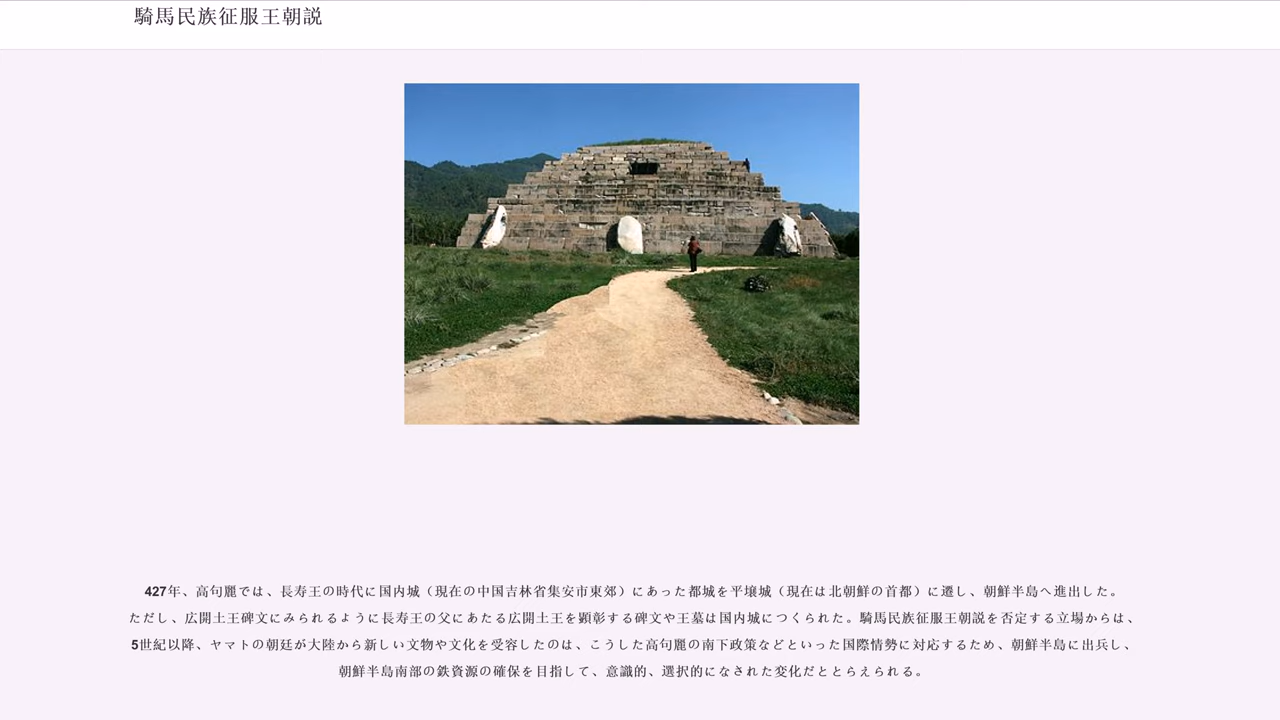 騎馬民族征服王朝説
427年、高句麗では、長寿王の時代に国内城（現在の中国吉林省集安市東郊）にあった都城を平壌城（現在は北朝鮮の首都）に遷し、朝鮮半島へ進出した。
ただし、広開土王碑文にみられるように長寿王の父にあたる広開土王を顕彰する碑文や王墓は国内城につくられた。騎馬民族征服王朝説を否定する立場からは、
5世紀以降、ヤマトの朝廷が大陸から新しい文物や文化を受容したのは、こうした高句麗の南下政策などといった国際情勢に対応するため、朝鮮半島に出兵し、
朝鮮半島南部の鉄資源の確保を目指して、意識的、選択的になされた変化だととらえられる。